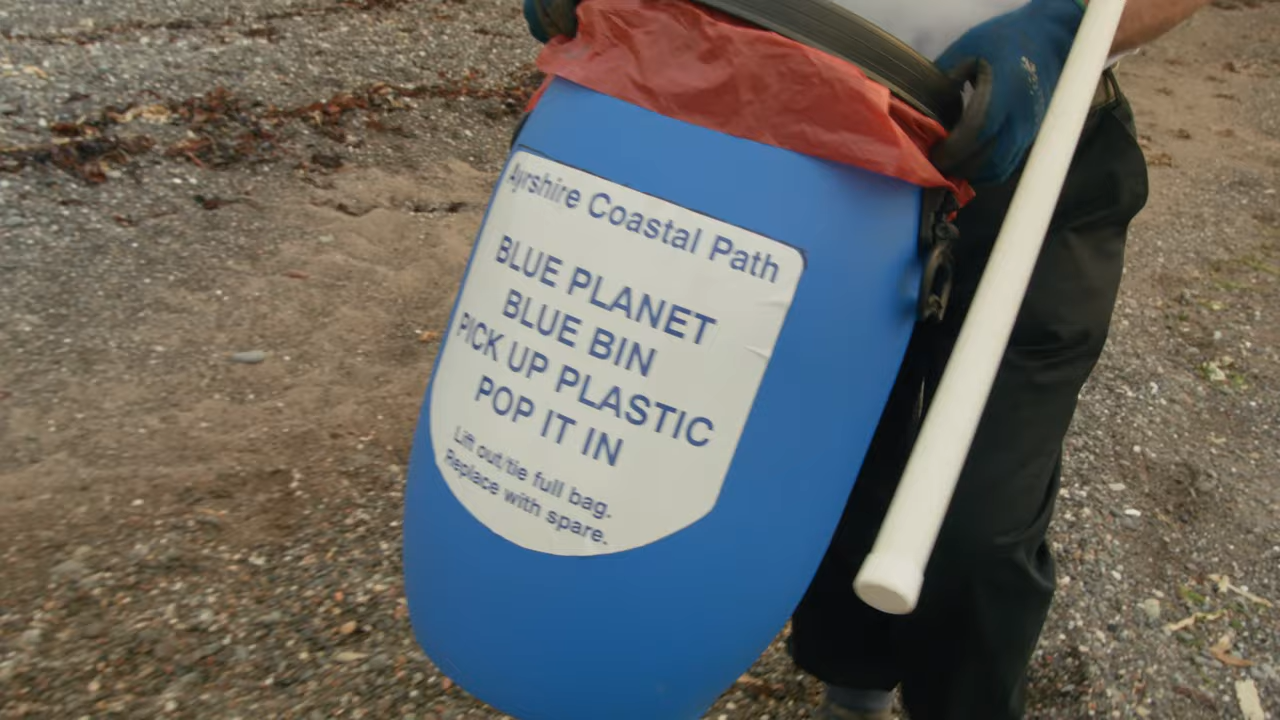 Ayrshire Coastal Path
BLUE PLANET
BLUE BIN
PICK UP PLASTIC
POP IT IN
Lift out/tie full bag.
Replace with spare.